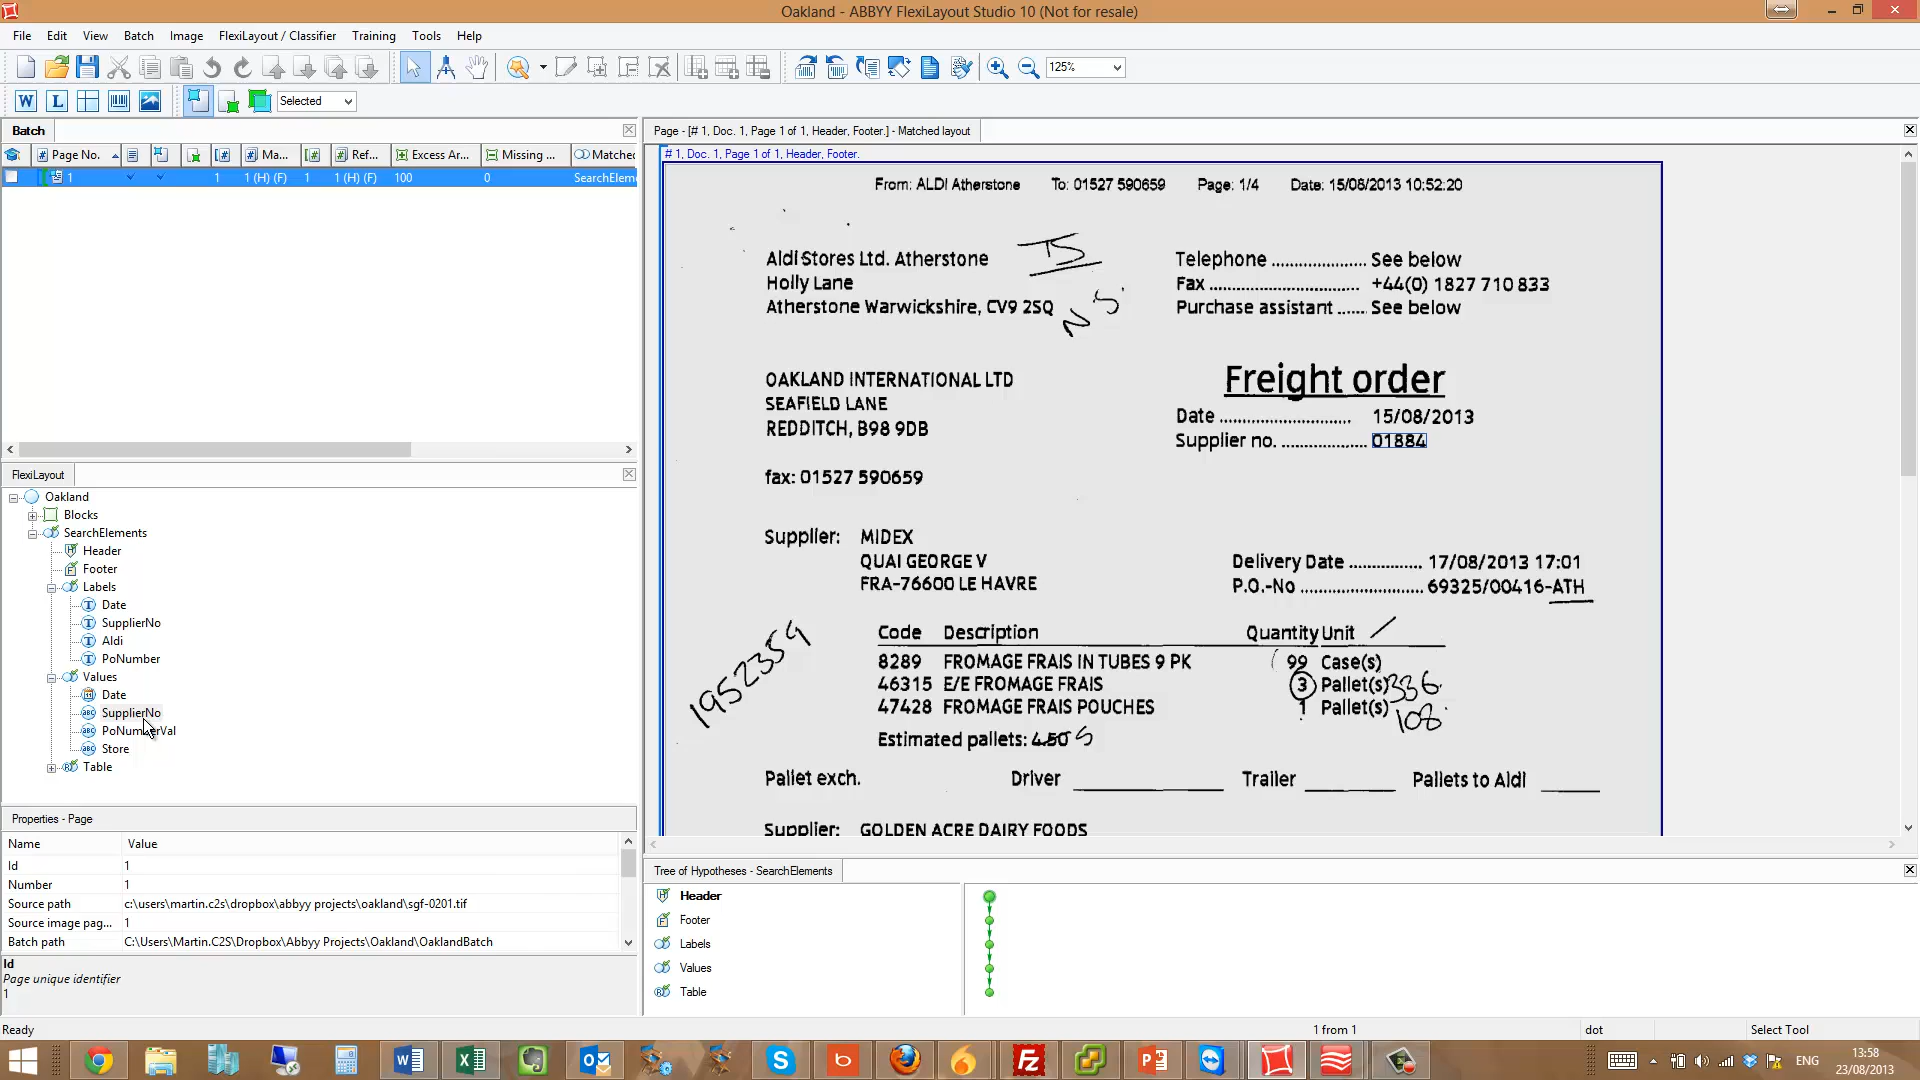 Oakland - ABBYY FlexiLayout Studio 10 (Not for resale)
File Edit View Batch Image FlexiLayout / Classifier Training Tools Help
125%
W L Selected
Batch
Page No. Ma... Ref... Excess Ar... Missing ... Matched
1 1 1 (H) (F) 1 1 (H) (F) 100 0 SearchElem
FlexiLayout
Oakland
Blocks
SearchElements
Header
Footer
Labels
Date
SupplierNo
Aldi
PoNumber
Values
Date
SupplierNo
PoNumberVal
Store
Table
Properties - Page
Name Value
Id 1
Number 1
Source path c:\users\martin.c2s\dropbox\abbyy projects\oakland\sgf-0201.tif
Source image pag... 1
Batch path C:\Users\Martin.C2S\Dropbox\Abbyy Projects\Oakland\OaklandBatch
Id
Page unique identifier
1
Page - [# 1, Doc. 1, Page 1 of 1, Header, Footer.] - Matched layout
# 1, Doc. 1, Page 1 of 1, Header, Footer.
From: ALDI Atherstone To: 01527 590659 Page: 1/4 Date: 15/08/2013 10:52:20
Aldi Stores Ltd. Atherstone
Holly Lane
Atherstone Warwickshire, CV9 2SQ
TS
N S
Telephone .................... See below
Fax ................................ +44(0) 1827 710 833
Purchase assistant ...... See below
OAKLAND INTERNATIONAL LTD
SEAFIELD LANE
REDDITCH, B98 9DB
fax: 01527 590659
Freight order
Date ............................ 15/08/2013
Supplier no. .................. 01884
Supplier: MIDEX
QUAI GEORGE V
FRA-76600 LE HAVRE
Delivery Date ............... 17/08/2013 17:01
P.O.-No .......................... 69325/00416-ATH
1952354
Code Description Quantity Unit
8289 FROMAGE FRAIS IN TUBES 9 PK 99 Case(s)
46315 E/E FROMAGE FRAIS 3 Pallet(s) 336
47428 FROMAGE FRAIS POUCHES 1 Pallet(s) 108
Estimated pallets: 4.50 5
Pallet exch. Driver Trailer Pallets to Aldi
Supplier: GOLDEN ACRE DAIRY FOODS
Tree of Hypotheses - SearchElements
Header
Footer
Labels
Values
Table
Ready 1 from 1 dot Select Tool
ENG
13:58
23/08/2013